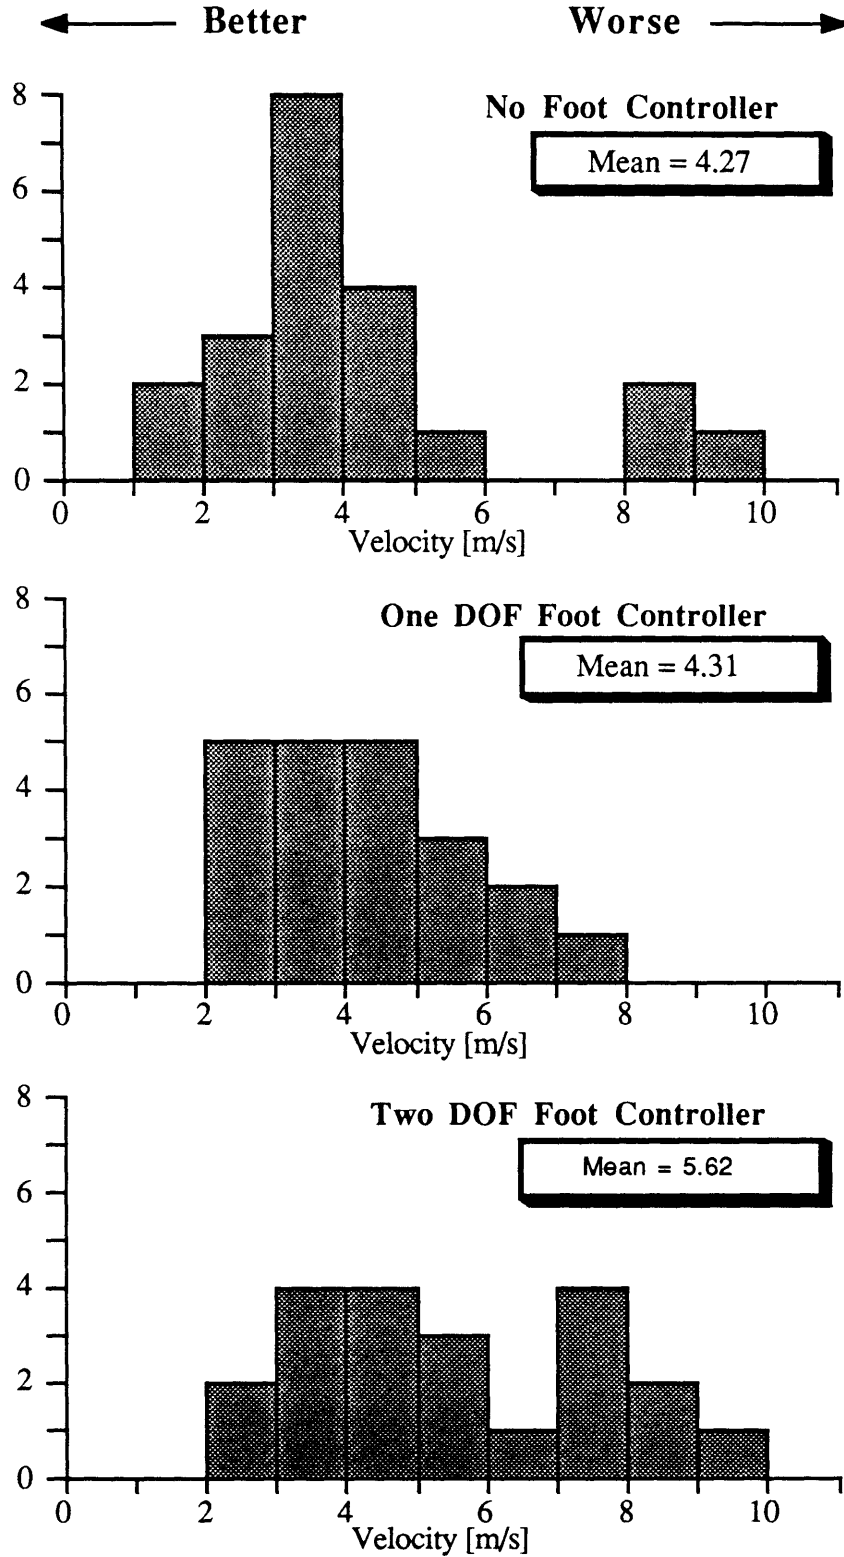 Better Worse
8
No Foot Controller
Mean = 4.27
6
4
2
0
0 2 4 6 8 10
Velocity [m/s]
8
One DOF Foot Controller
Mean = 4.31
6
4
2
0
0 2 4 6 8 10
Velocity [m/s]
8
Two DOF Foot Controller
Mean = 5.62
6
4
2
0
0 2 4 6 8 10
Velocity [m/s]